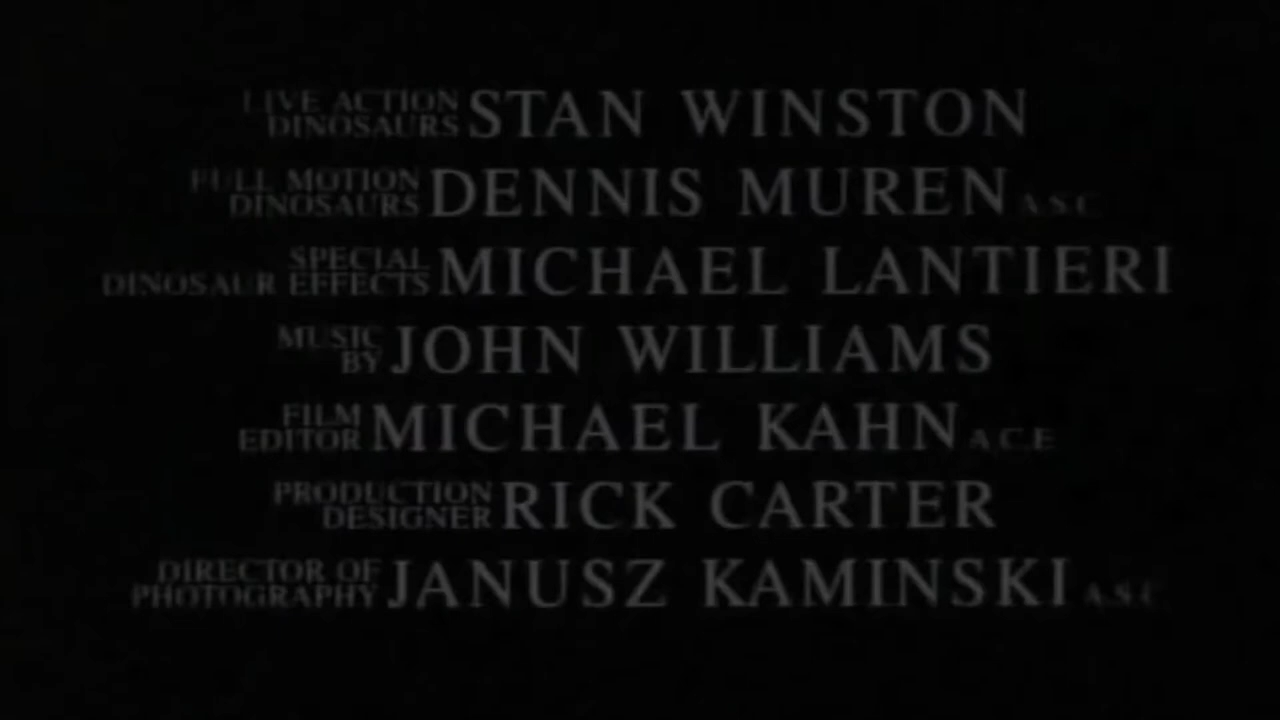 LIVE ACTION DINOSAURS STAN WINSTON
FULL MOTION DINOSAURS DENNIS MUREN A.S.C.
SPECIAL DINOSAUR EFFECTS MICHAEL LANTIERI
MUSIC BY JOHN WILLIAMS
FILM EDITOR MICHAEL KAHN A.C.E
PRODUCTION DESIGNER RICK CARTER
DIRECTOR OF PHOTOGRAPHY JANUSZ KAMINSKI A.S.C.